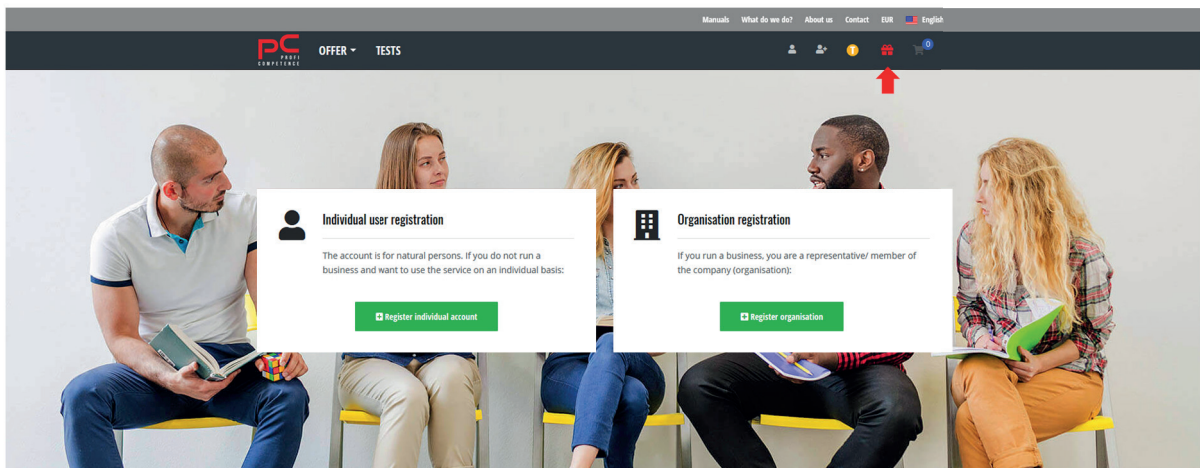 Manuals What do we do? About us Contact EUR English
PC
PROFI
COMPETENCE
OFFER TESTS
T
0
Individual user registration
The account is for natural persons. If you do not run a
business and want to use the service on an individual basis:
Register individual account
Organisation registration
If you run a business, you are a representative/ member of
the company (organisation):
Register organisation